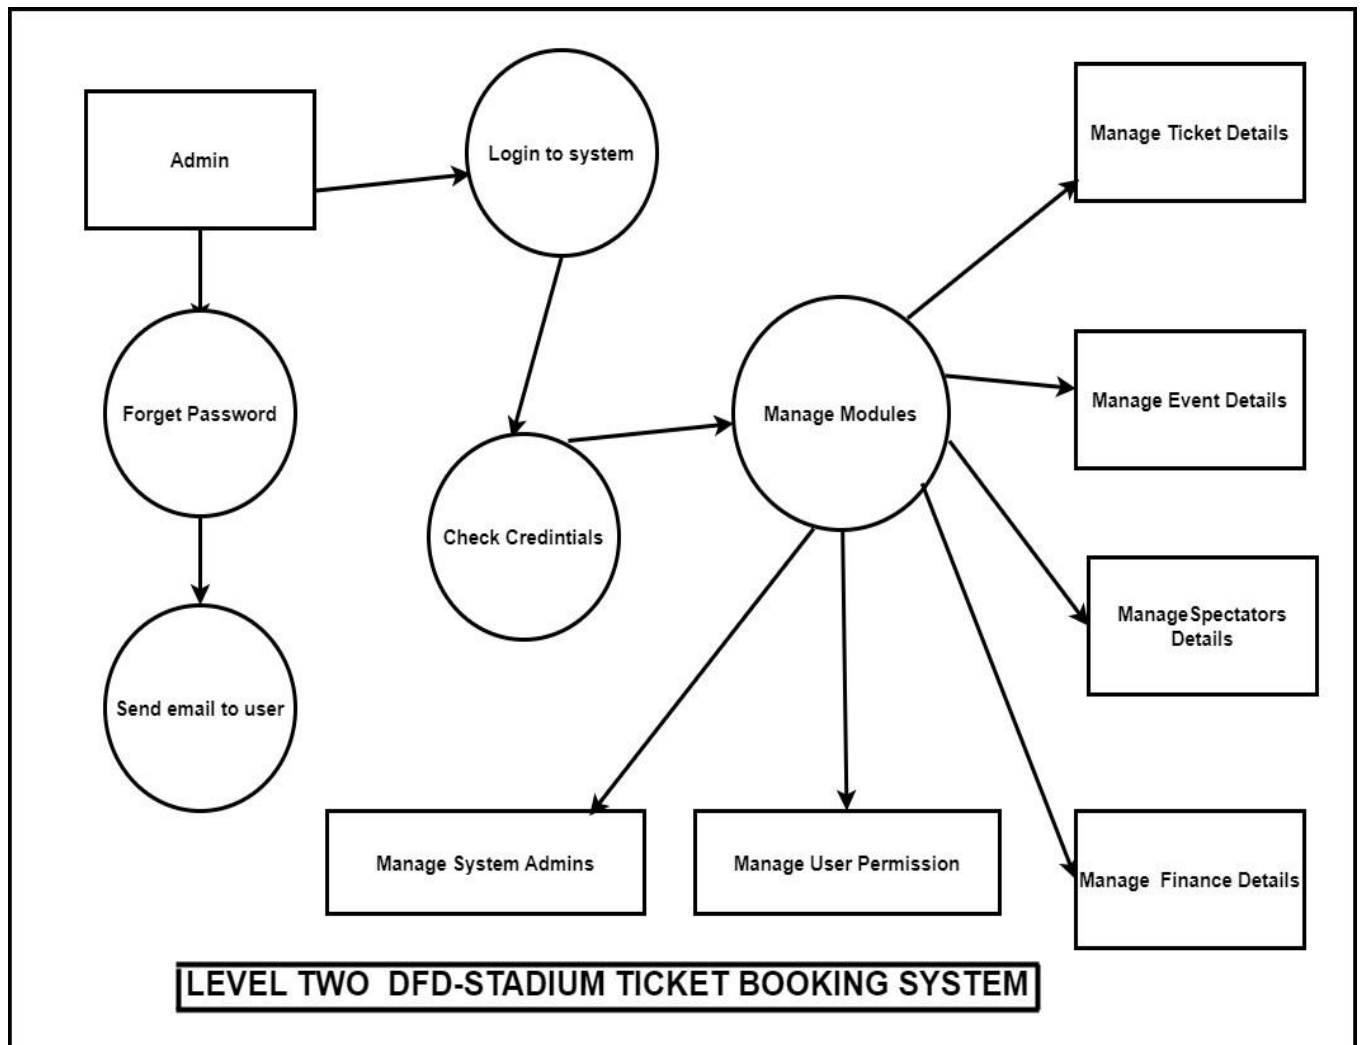 Admin
Login to system
Manage Ticket Details
Forget Password
Manage Modules
Manage Event Details
Check Credintials
ManageSpectators
Details
Send email to user
Manage System Admins
Manage User Permission
Manage Finance Details
LEVEL TWO DFD-STADIUM TICKET BOOKING SYSTEM